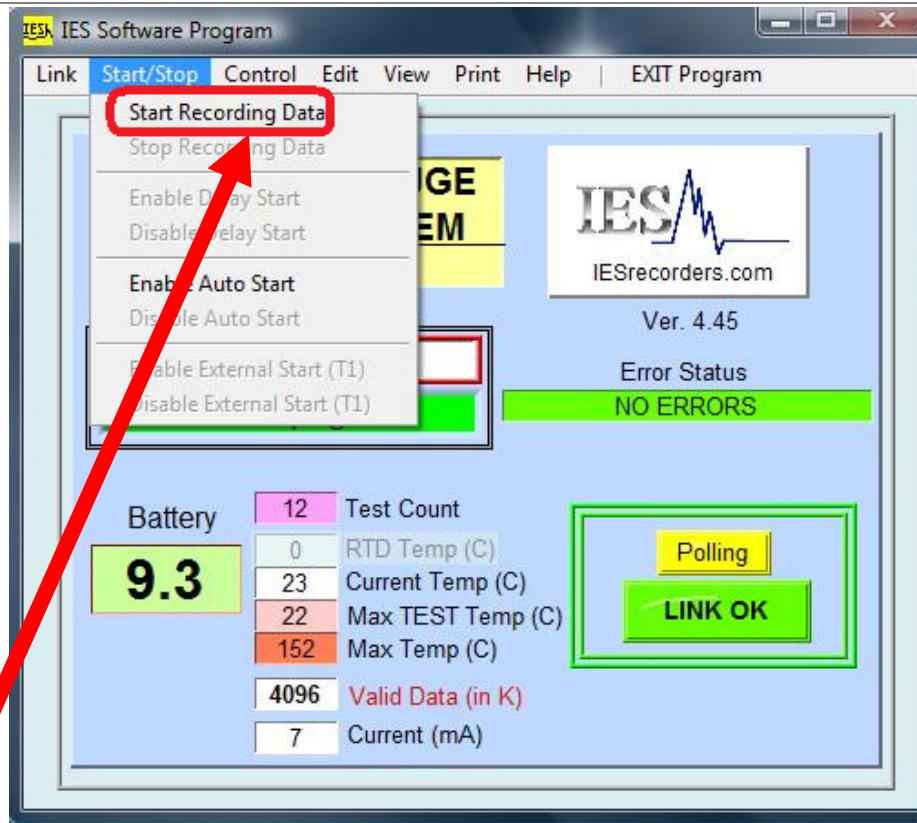 IES IES Software Program
Link Start/Stop Control Edit View Print Help | EXIT Program
Start Recording Data
Stop Recording Data
Enable Delay Start
Disable Delay Start
Enable Auto Start
Disable Auto Start
Enable External Start (T1)
Disable External Start (T1)
GE
EM
IES
IESrecorders.com
Ver. 4.45
Error Status
NO ERRORS
Battery
9.3
12 Test Count
0 RTD Temp (C)
23 Current Temp (C)
22 Max TEST Temp (C)
152 Max Temp (C)
4096 Valid Data (in K)
7 Current (mA)
Polling
LINK OK